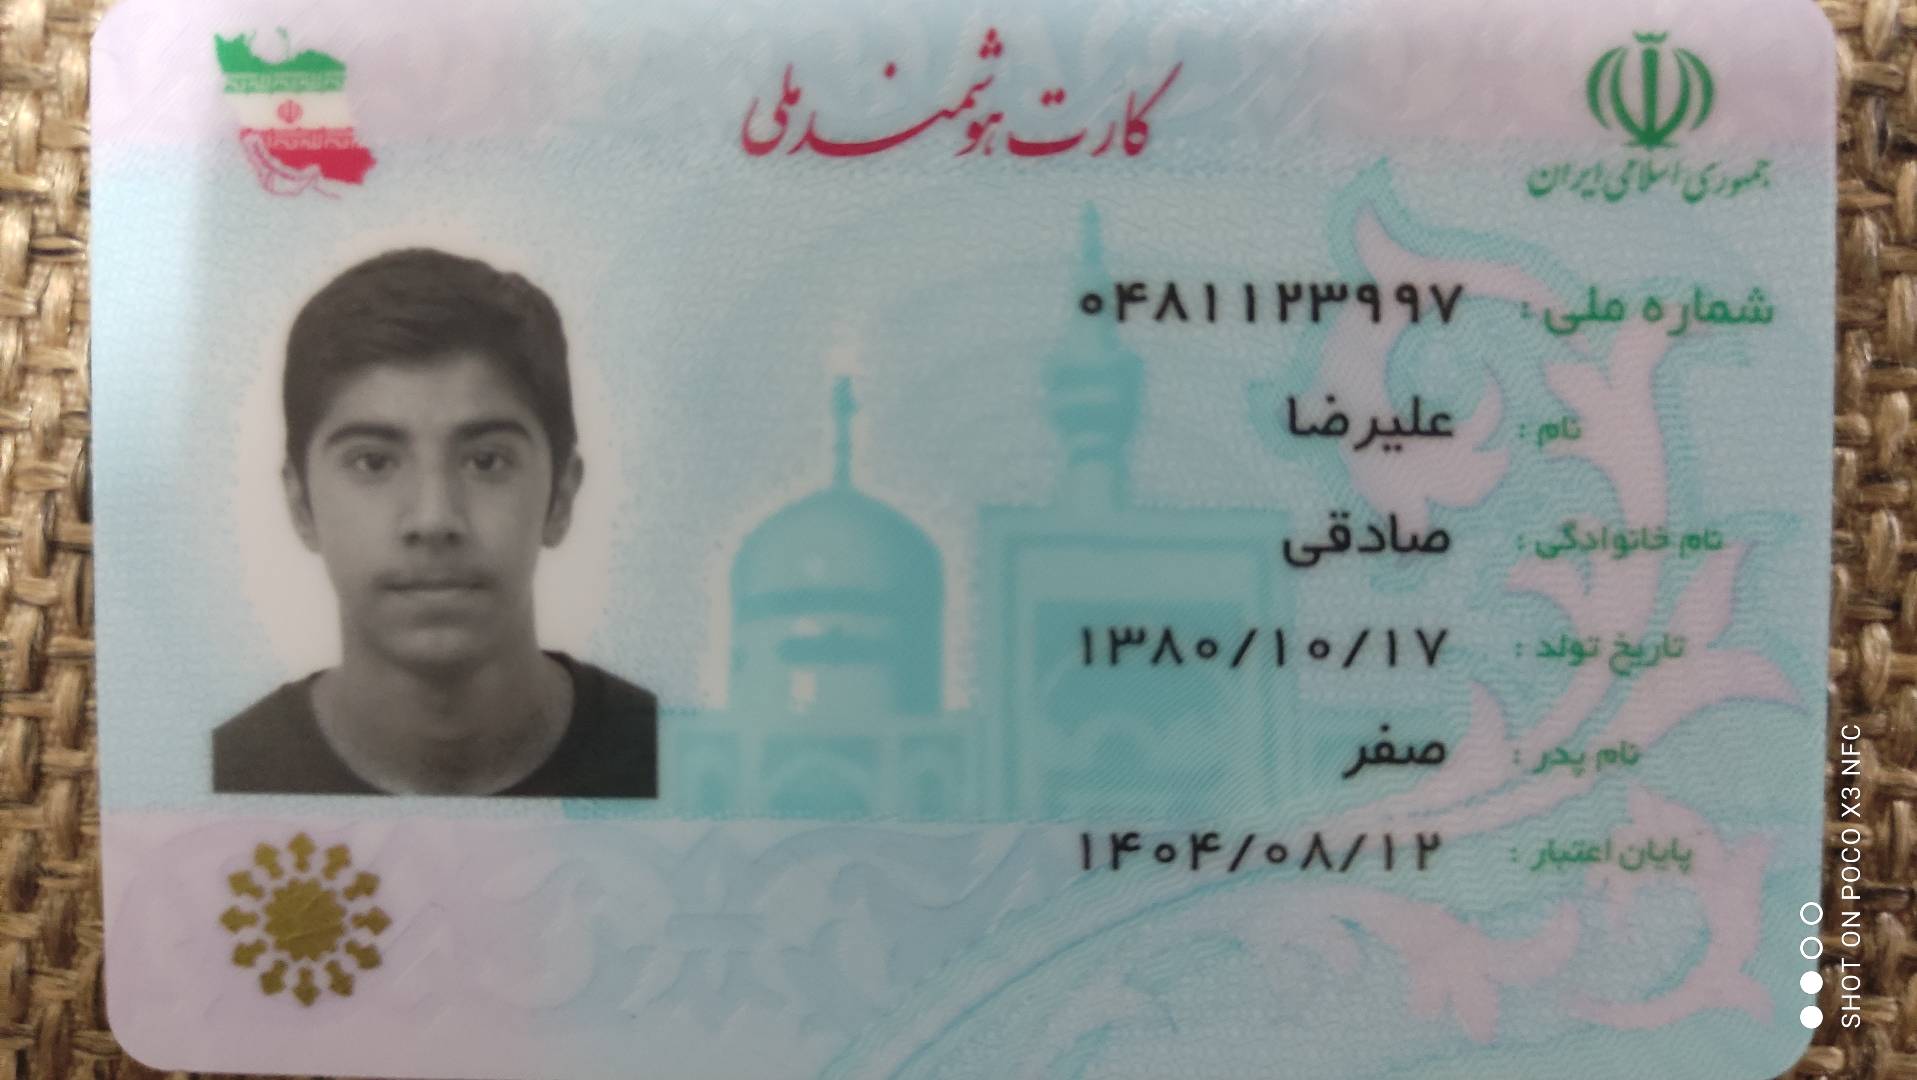 جمهوری اسلامی ایران
کارت هوشمند ملی
شماره ملی: ۰۴۸۱۱۲۳۹۹۷
نام: علیرضا
نام خانوادگی: صادقی
تاریخ تولد: ۱۳۸۰/۱۰/۱۷
نام پدر: صفر
پایان اعتبار: ۱۴۰۴/۰۸/۱۲
SHOT ON POCO X3 NFC